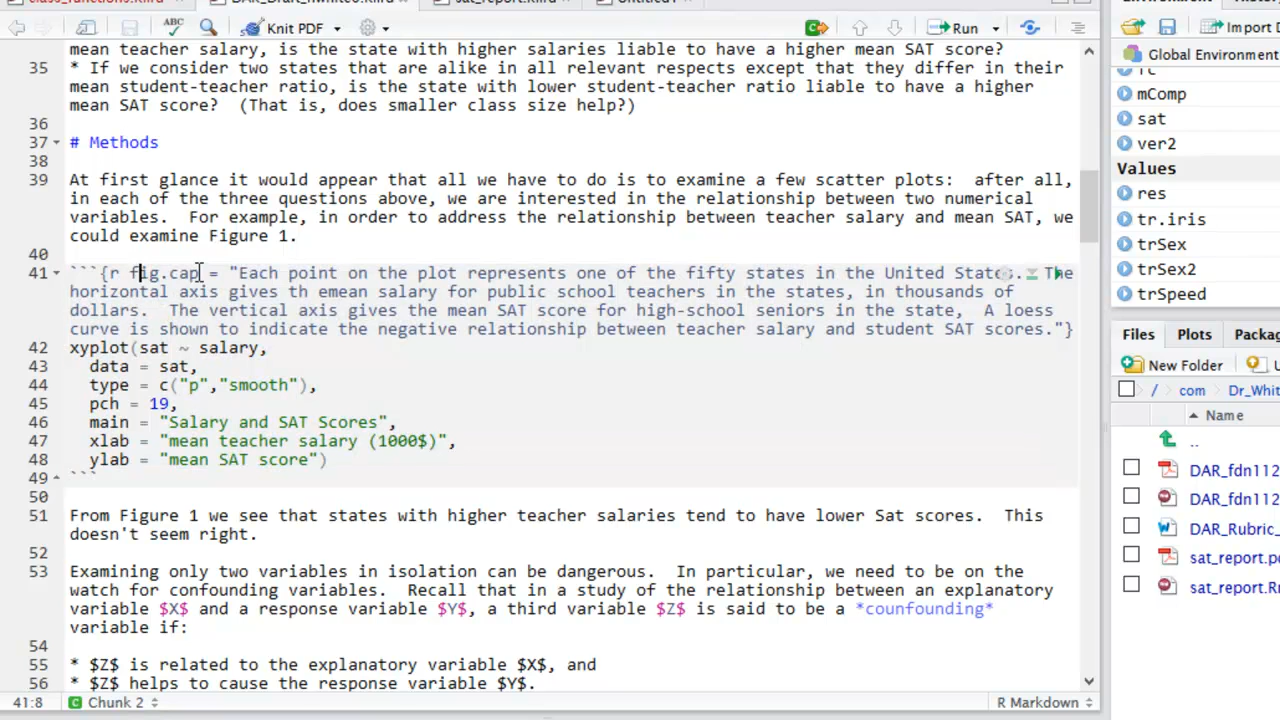 Knit PDF
Run
Import D
Global Environment
mean teacher salary, is the state with higher salaries liable to have a higher mean SAT score?
35 * If we consider two states that are alike in all relevant respects except that they differ in their
mean student-teacher ratio, is the state with lower student-teacher ratio liable to have a higher
mean SAT score?  (That is, does smaller class size help?)
36
37 # Methods
38
39 At first glance it would appear that all we have to do is to examine a few scatter plots:  after all,
in each of the three questions above, we are interested in the relationship between two numerical
variables.  For example, in order to address the relationship between teacher salary and mean SAT, we
could examine Figure 1.
40
41 ```{r fig.cap = "Each point on the plot represents one of the fifty states in the United States.  The
horizontal axis gives th emean salary for public school teachers in the states, in thousands of
dollars.  The vertical axis gives the mean SAT score for high-school seniors in the state,  A loess
curve is shown to indicate the negative relationship between teacher salary and student SAT scores."}
42 xyplot(sat ~ salary,
43 data = sat,
44 type = c("p","smooth"),
45 pch = 19,
46 main = "Salary and SAT Scores",
47 xlab = "mean teacher salary (1000$)",
48 ylab = "mean SAT score")
49 ```
50
51 From Figure 1 we see that states with higher teacher salaries tend to have lower Sat scores.  This
doesn't seem right.
52
53 Examining only two variables in isolation can be dangerous.  In particular, we need to be on the
watch for confounding variables.  Recall that in a study of the relationship between an explanatory
variable $X$ and a response variable $Y$, a third variable $Z$ is said to be a *counfounding*
variable if:
54
55 * $Z$ is related to the explanatory variable $X$, and
56 * $Z$ helps to cause the response variable $Y$.
41:8 Chunk 2 R Markdown
mComp
sat
ver2
Values
res
tr.iris
trSex
trSex2
trSpeed
Files Plots Packag
New Folder
/ com Dr_Whit
Name
..
DAR_fdn112
DAR_fdn112
DAR_Rubric_
sat_report.p
sat_report.R